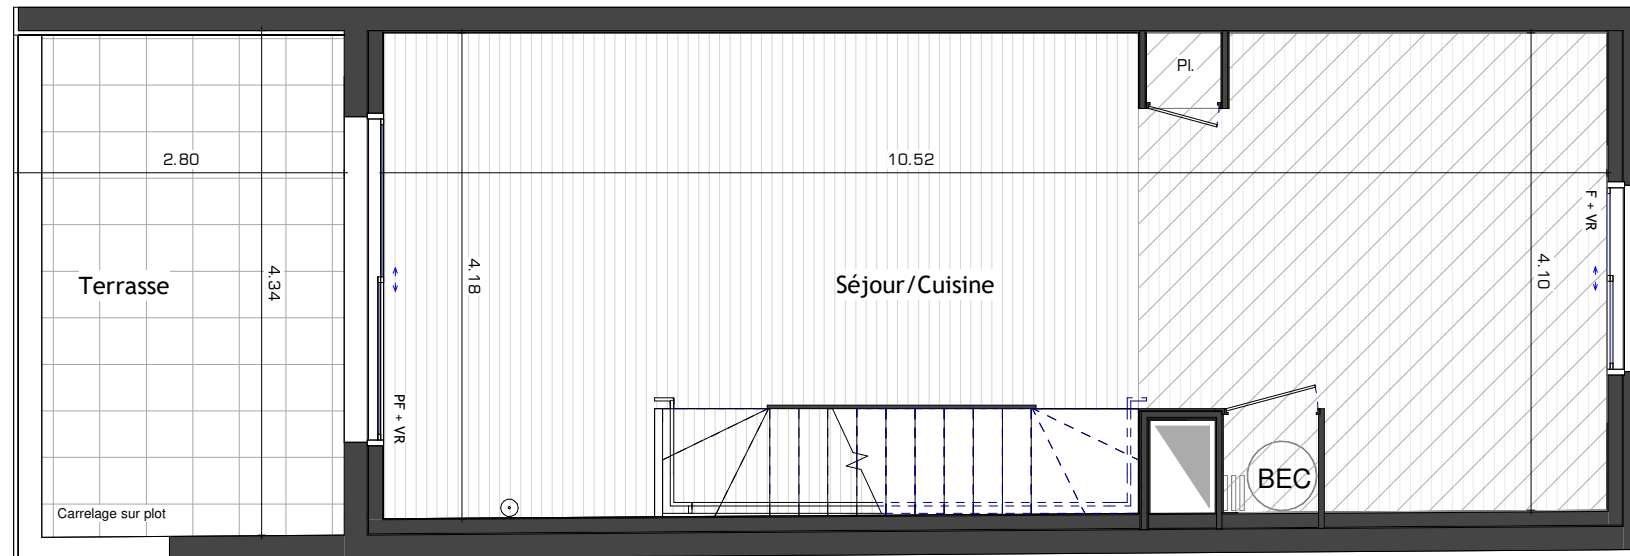 Pl.
2.80
10.52
F + VR
Terrasse
4.34
4.18
Séjour/Cuisine
4.10
PF + VR
BEC
Carrelage sur plot